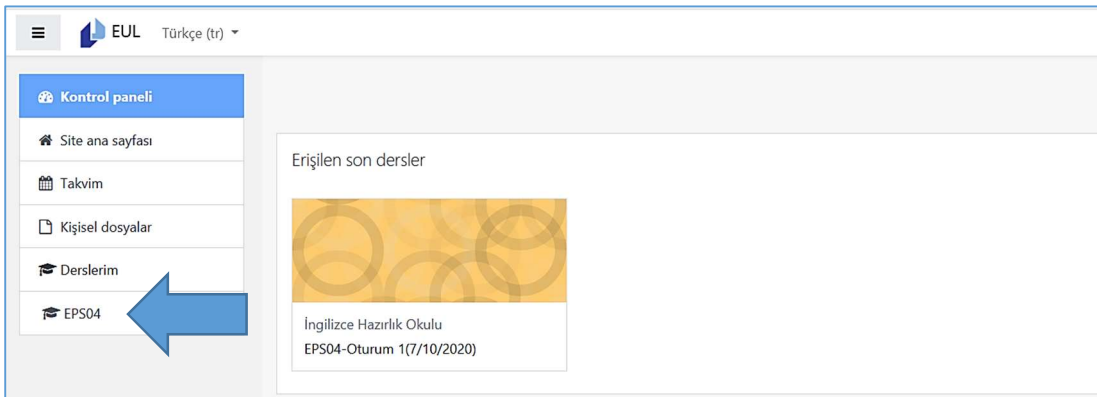 EUL Türkçe (tr)
Kontrol paneli
Site ana sayfası
Takvim
Kişisel dosyalar
Derslerim
EPS04
Erişilen son dersler
İngilizce Hazırlık Okulu
EPS04-Oturum 1(7/10/2020)